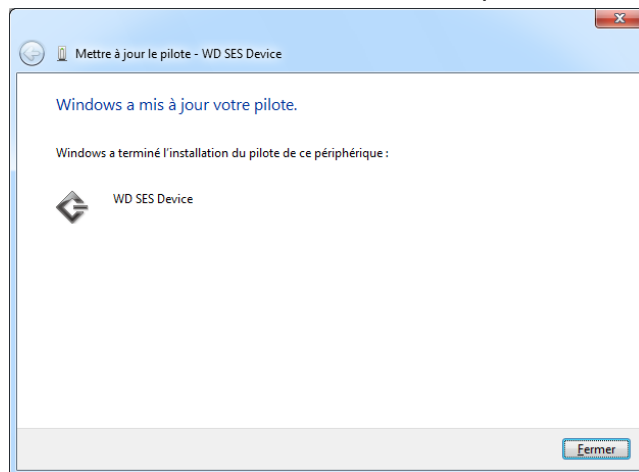 Mettre à jour le pilote - WD SES Device
Windows a mis à jour votre pilote.
Windows a terminé l'installation du pilote de ce périphérique :
WD SES Device
Fermer